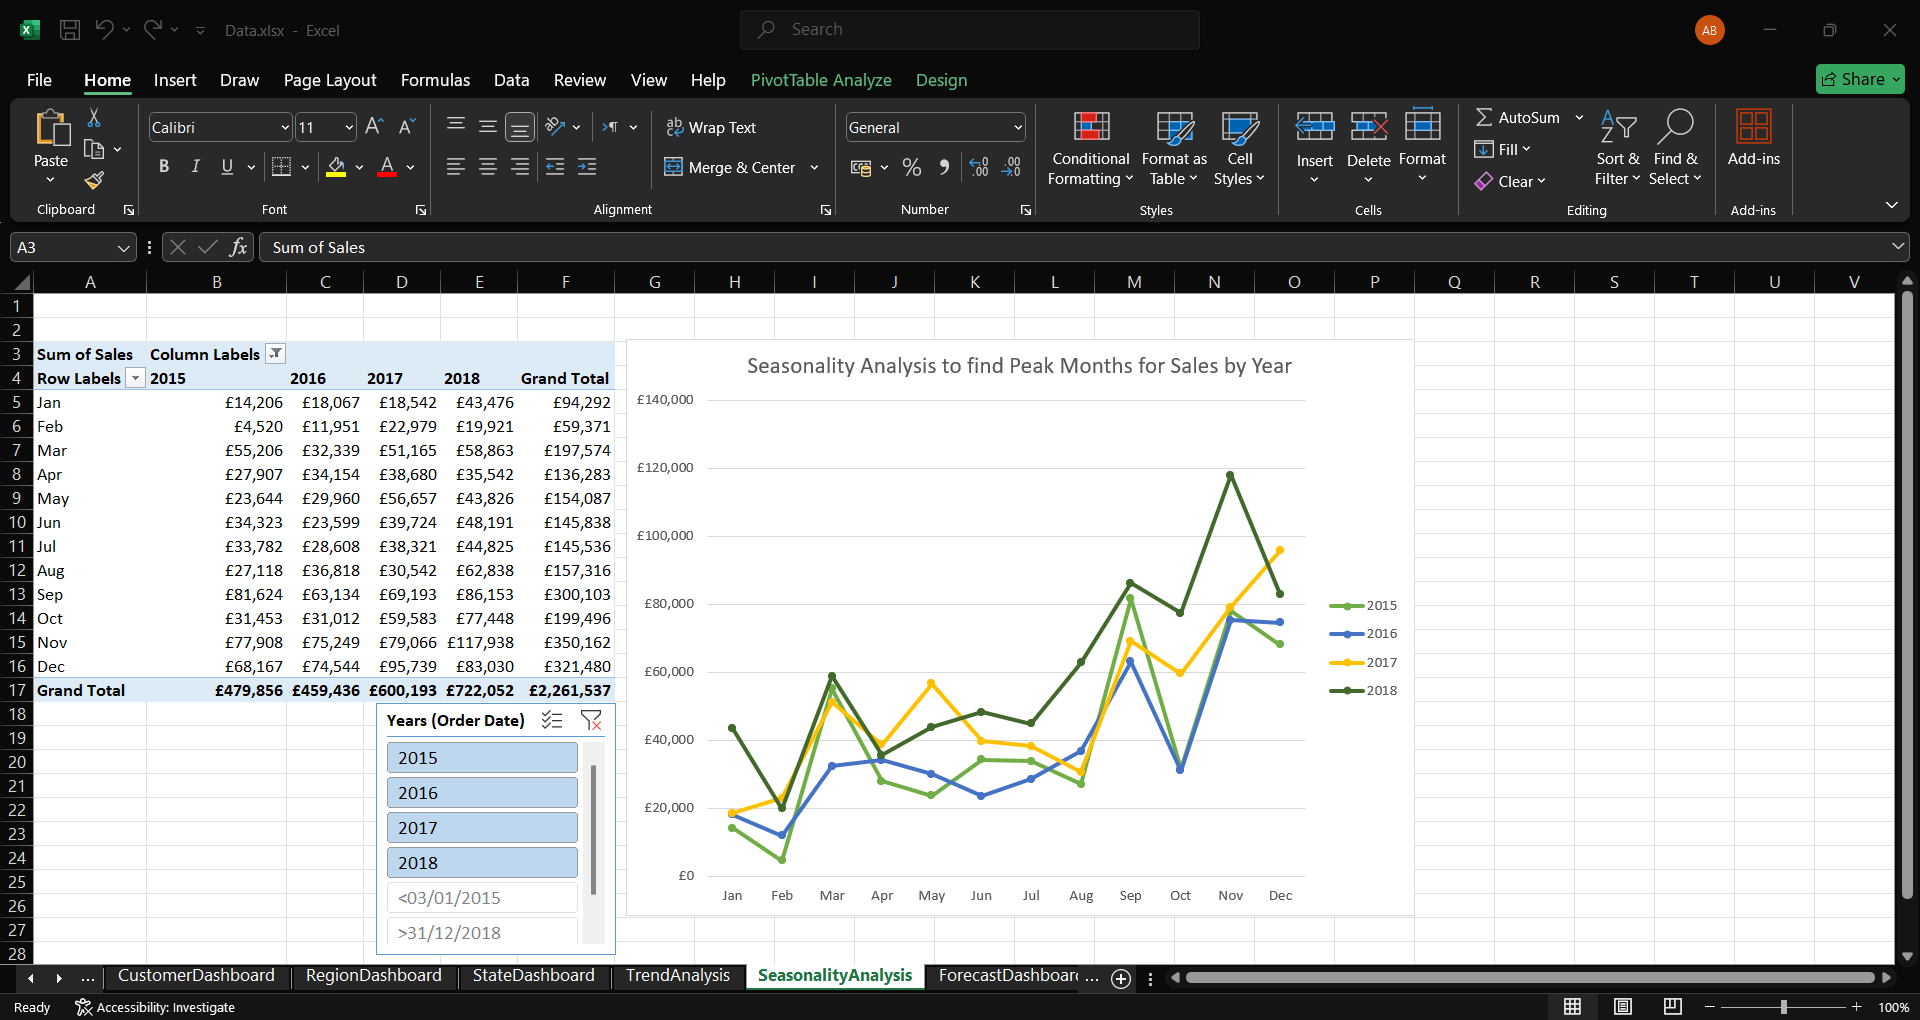 Data.xlsx - Excel
Search
AB
File Home Insert Draw Page Layout Formulas Data Review View Help PivotTable Analyze Design
Share
Paste
Clipboard
Calibri 11
B I U
Font
Wrap Text
Merge & Center
Alignment
General
Number
Conditional Formatting
Format as Table
Cell Styles
Styles
Insert Delete Format
Cells
AutoSum
Fill
Clear
Sort & Filter
Find & Select
Editing
Add-ins
Add-ins
A3 fx Sum of Sales
A B C D E F G H I J K L M N O P Q R S T U V
1
2
3 Sum of Sales Column Labels
4 Row Labels 2015 2016 2017 2018 Grand Total
5 Jan £14,206 £18,067 £18,542 £43,476 £94,292
6 Feb £4,520 £11,951 £22,979 £19,921 £59,371
7 Mar £55,206 £32,339 £51,165 £58,863 £197,574
8 Apr £27,907 £34,154 £38,680 £35,542 £136,283
9 May £23,644 £29,960 £56,657 £43,826 £154,087
10 Jun £34,323 £23,599 £39,724 £48,191 £145,838
11 Jul £33,782 £28,608 £38,321 £44,825 £145,536
12 Aug £27,118 £36,818 £30,542 £62,838 £157,316
13 Sep £81,624 £63,134 £69,193 £86,153 £300,103
14 Oct £31,453 £31,012 £59,583 £77,448 £199,496
15 Nov £77,908 £75,249 £79,066 £117,938 £350,162
16 Dec £68,167 £74,544 £95,739 £83,030 £321,480
17 Grand Total £479,856 £459,436 £600,193 £722,052 £2,261,537
18
19
20
21
22
23
24
25
26
27
28
Years (Order Date)
2015
2016
2017
2018
<03/01/2015
>31/12/2018
Seasonality Analysis to find Peak Months for Sales by Year
£140,000
£120,000
£100,000
£80,000
£60,000
£40,000
£20,000
£0
Jan Feb Mar Apr May Jun Jul Aug Sep Oct Nov Dec
2015
2016
2017
2018
... CustomerDashboard RegionDashboard StateDashboard TrendAnalysis SeasonalityAnalysis ForecastDashboard ...
Ready Accessibility: Investigate 100%